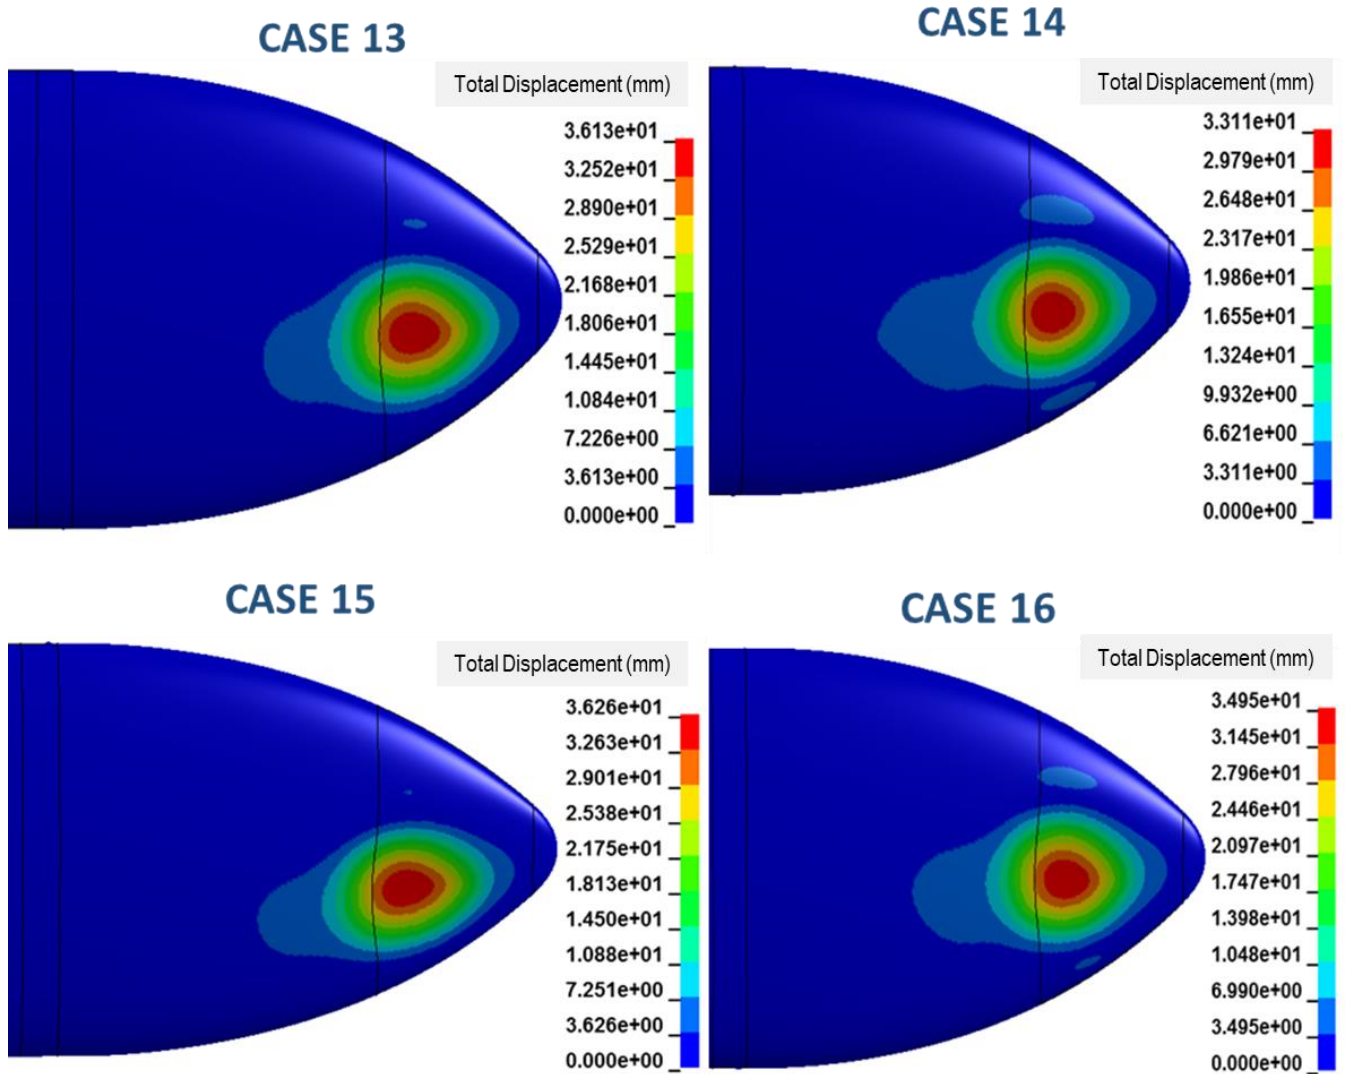 CASE 13
Total Displacement (mm)
3.613e+01
3.252e+01
2.890e+01
2.529e+01
2.168e+01
1.806e+01
1.445e+01
1.084e+01
7.226e+00
3.613e+00
0.000e+00
CASE 14
Total Displacement (mm)
3.311e+01
2.979e+01
2.648e+01
2.317e+01
1.986e+01
1.655e+01
1.324e+01
9.932e+00
6.621e+00
3.311e+00
0.000e+00
CASE 15
Total Displacement (mm)
3.626e+01
3.263e+01
2.901e+01
2.538e+01
2.175e+01
1.813e+01
1.450e+01
1.088e+01
7.251e+00
3.626e+00
0.000e+00
CASE 16
Total Displacement (mm)
3.495e+01
3.145e+01
2.796e+01
2.446e+01
2.097e+01
1.747e+01
1.398e+01
1.048e+01
6.990e+00
3.495e+00
0.000e+00